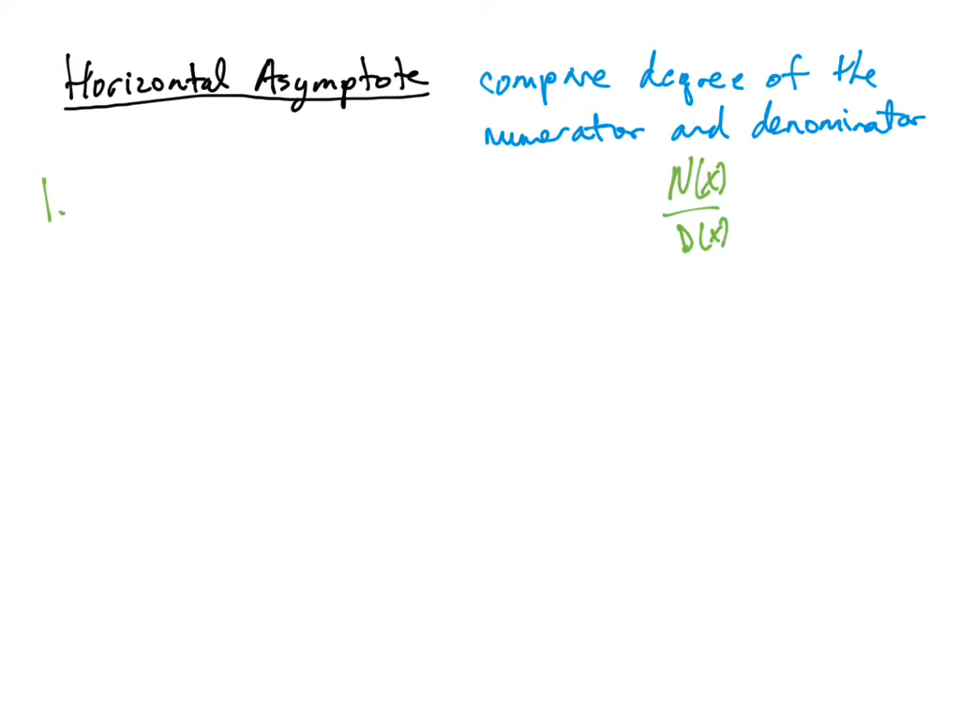 Horizontal Asymptote
compare degree of the
numerator and denominator
N(x)
D(x)
1.